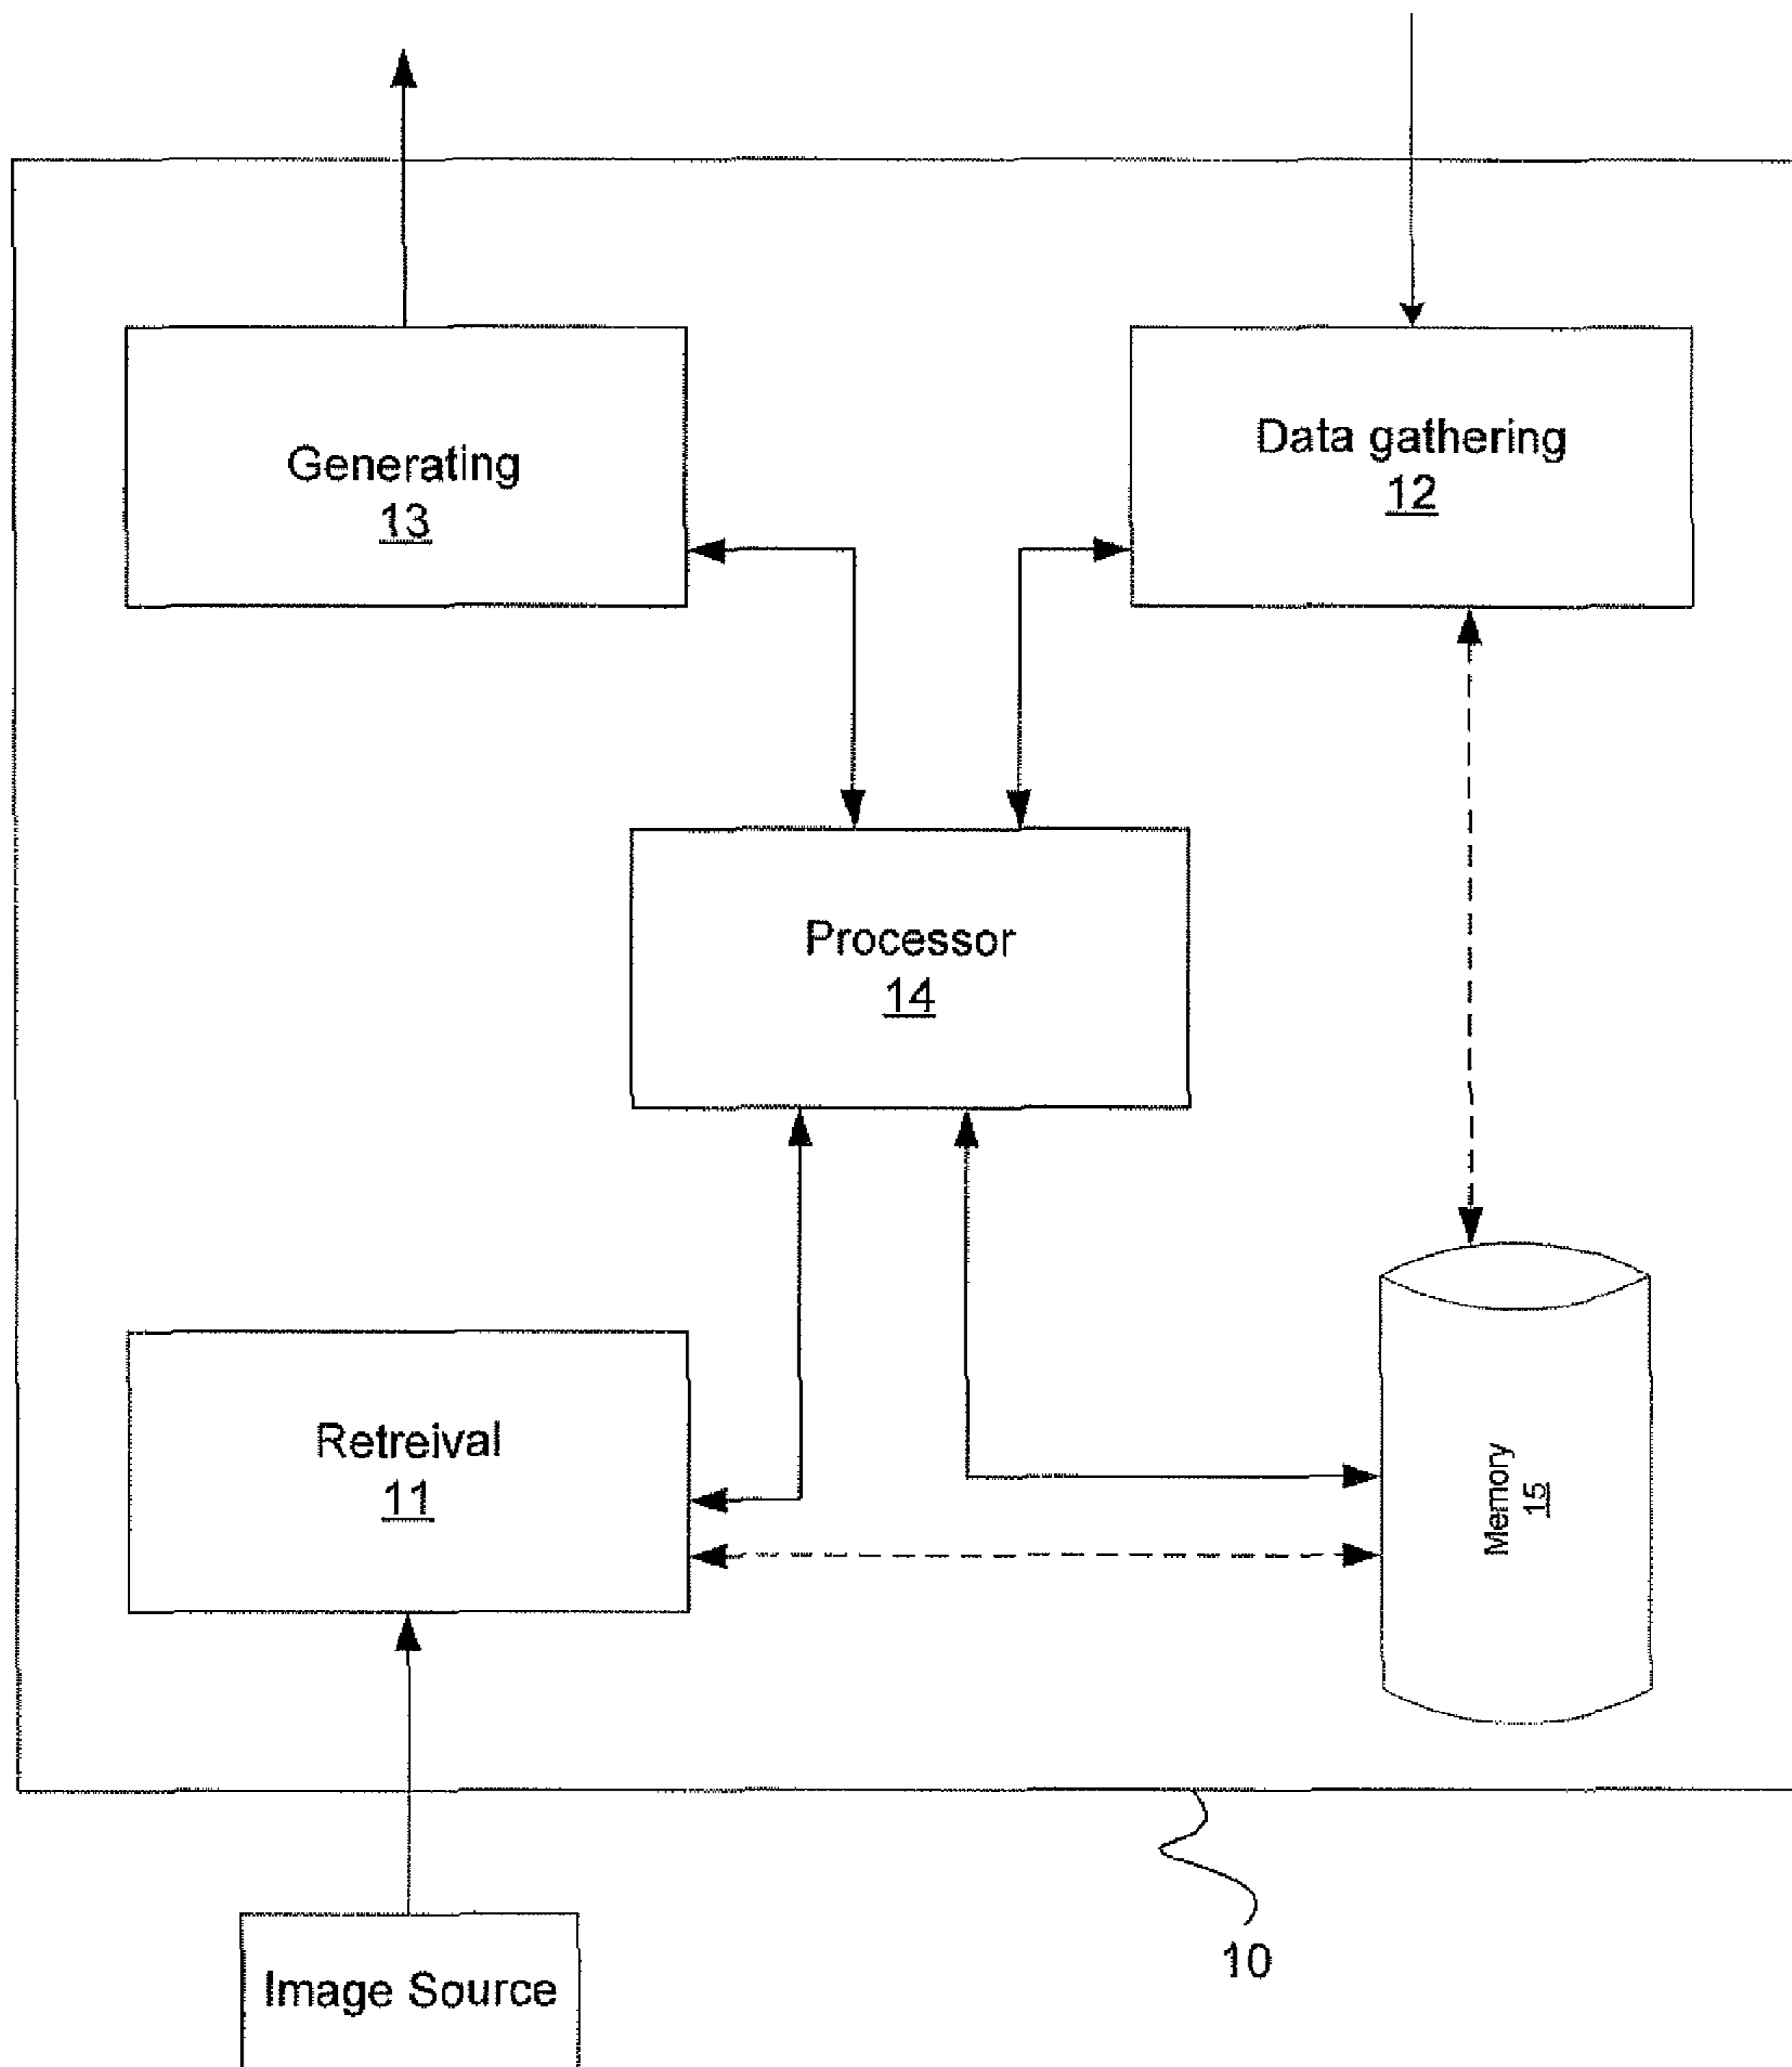 Generating
13
Data gathering
12
Processor
14
Retreival
11
Memory
15
10
Image Source